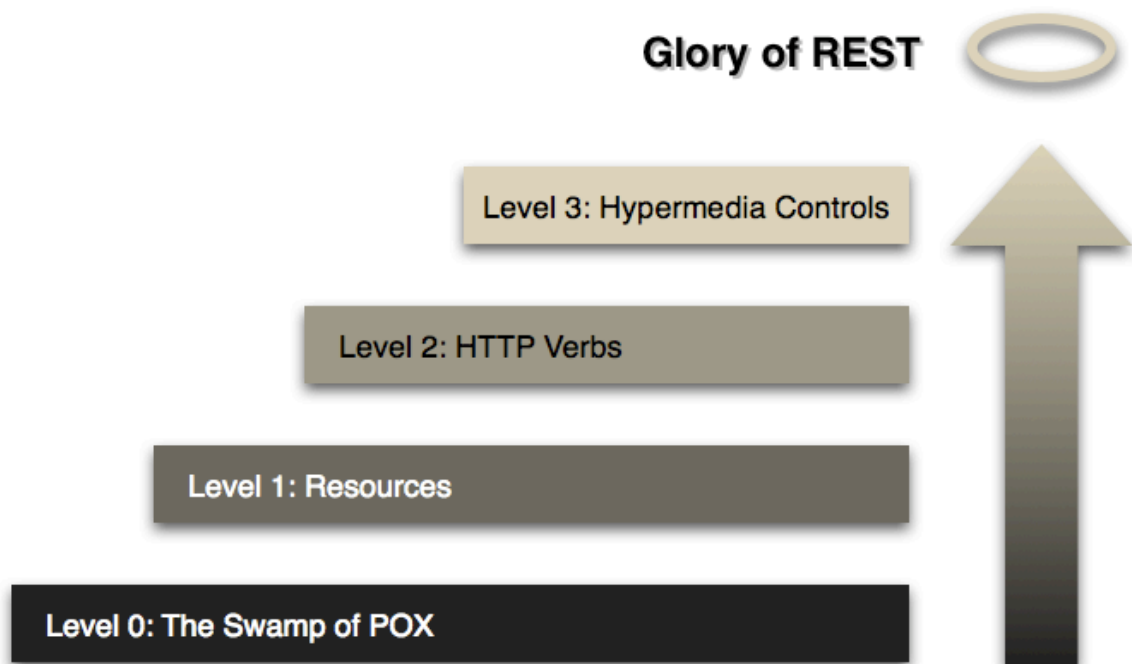 Glory of REST
Level 3: Hypermedia Controls
Level 2: HTTP Verbs
Level 1: Resources
Level 0: The Swamp of POX